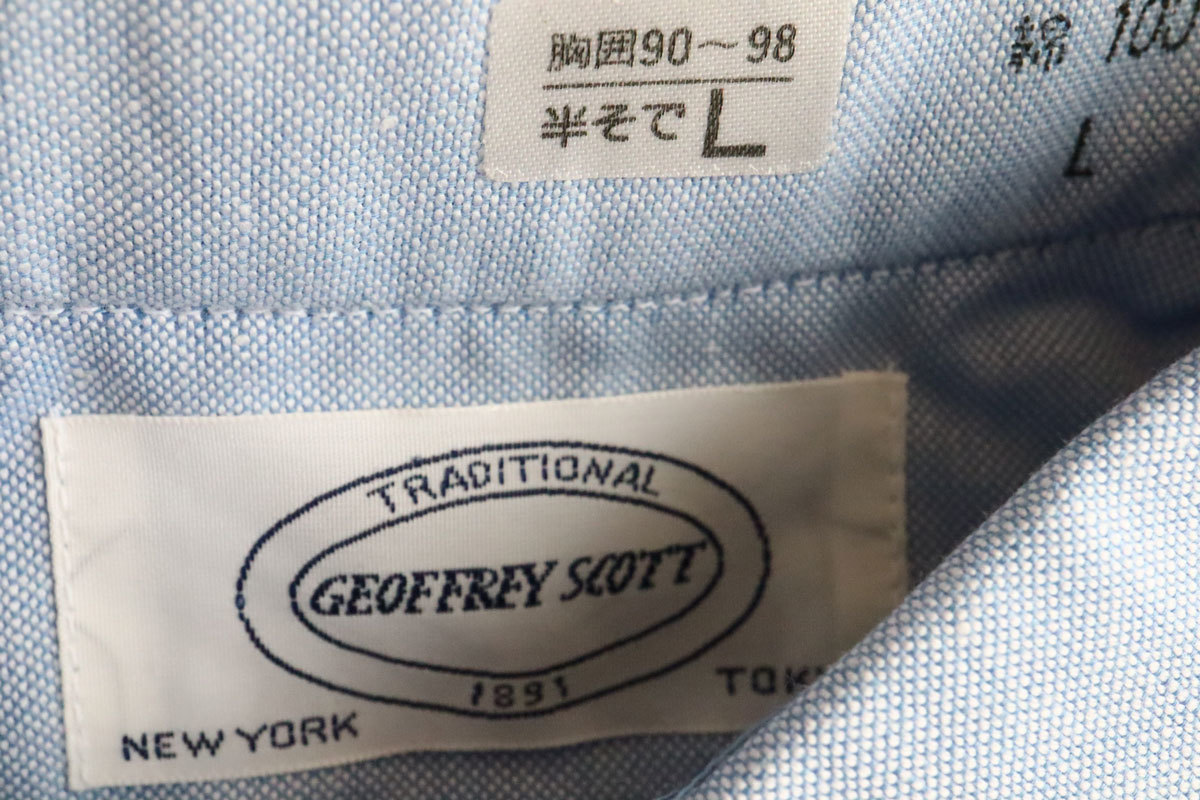 胸囲90〜98
半そでL
綿 100
L
TRADITIONAL
GEOFFREY SCOTT
1891
NEW YORK
TOK